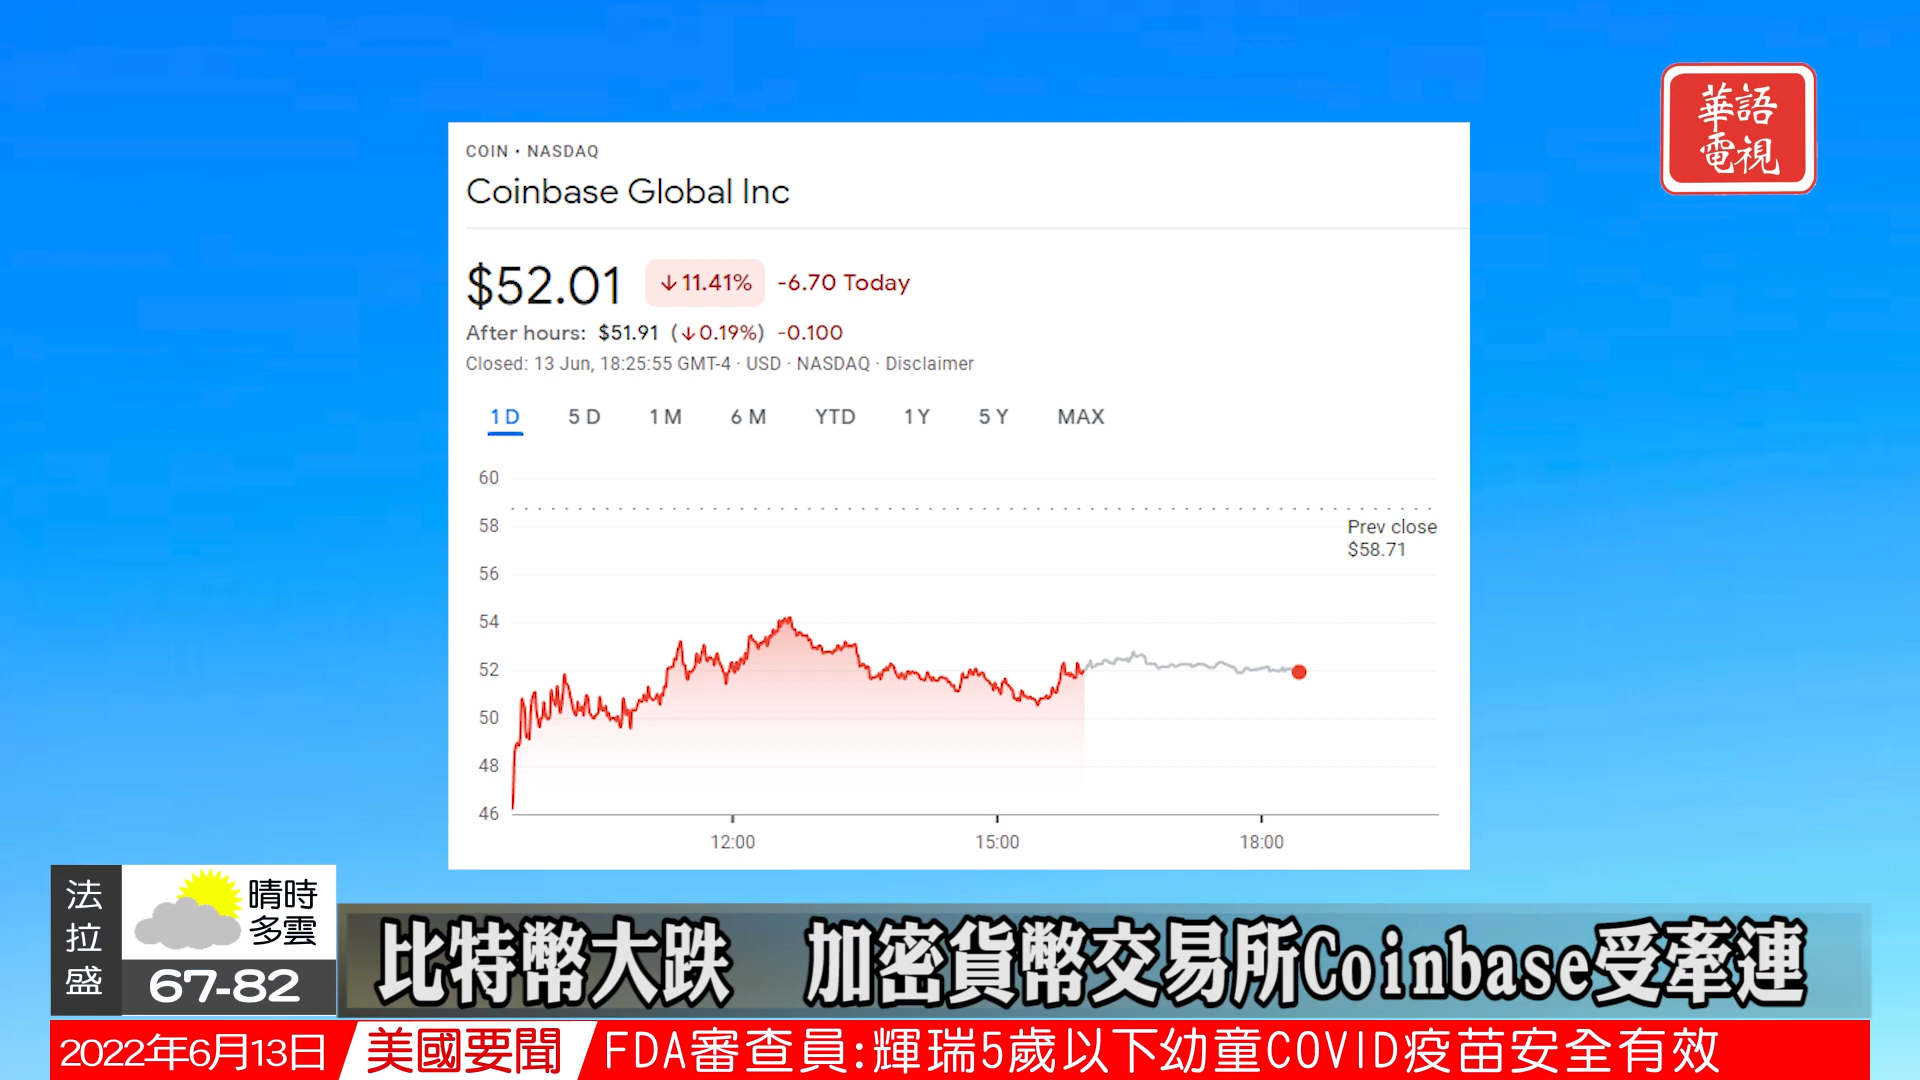 華語
電視
COIN • NASDAQ
Coinbase Global Inc
$52.01 ↓11.41% -6.70 Today
After hours: $51.91 (↓0.19%) -0.100
Closed: 13 Jun, 18:25:55 GMT-4 · USD · NASDAQ · Disclaimer
1D 5D 1M 6M YTD 1Y 5Y MAX
60
58
56
54
52
50
48
46
Prev close
$58.71
12:00 15:00 18:00
法拉盛
晴時
多雲
67-82
比特幣大跌 加密貨幣交易所Coinbase受牽連
2022年6月13日 美國要聞 FDA審查員:輝瑞5歲以下幼童COVID疫苗安全有效